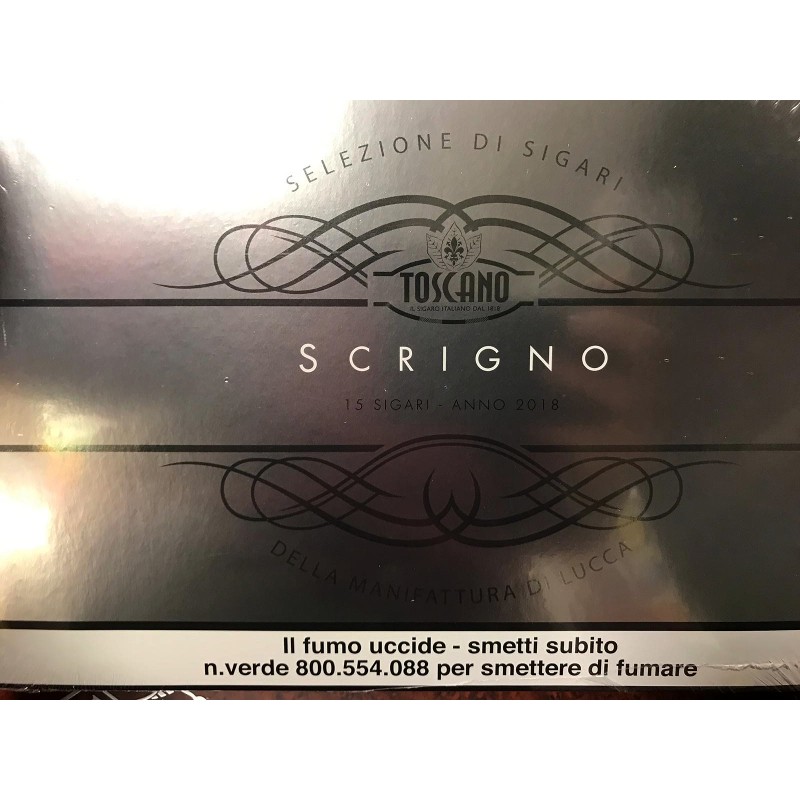 SELEZIONE DI SIGARI
TOSCANO
IL SIGARO ITALIANO DAL 1818
SCRIGNO
15 SIGARI - ANNO 2018
DELLA MANIFATTURA DI LUCCA
Il fumo uccide - smetti subito
n.verde 800.554.088 per smettere di fumare